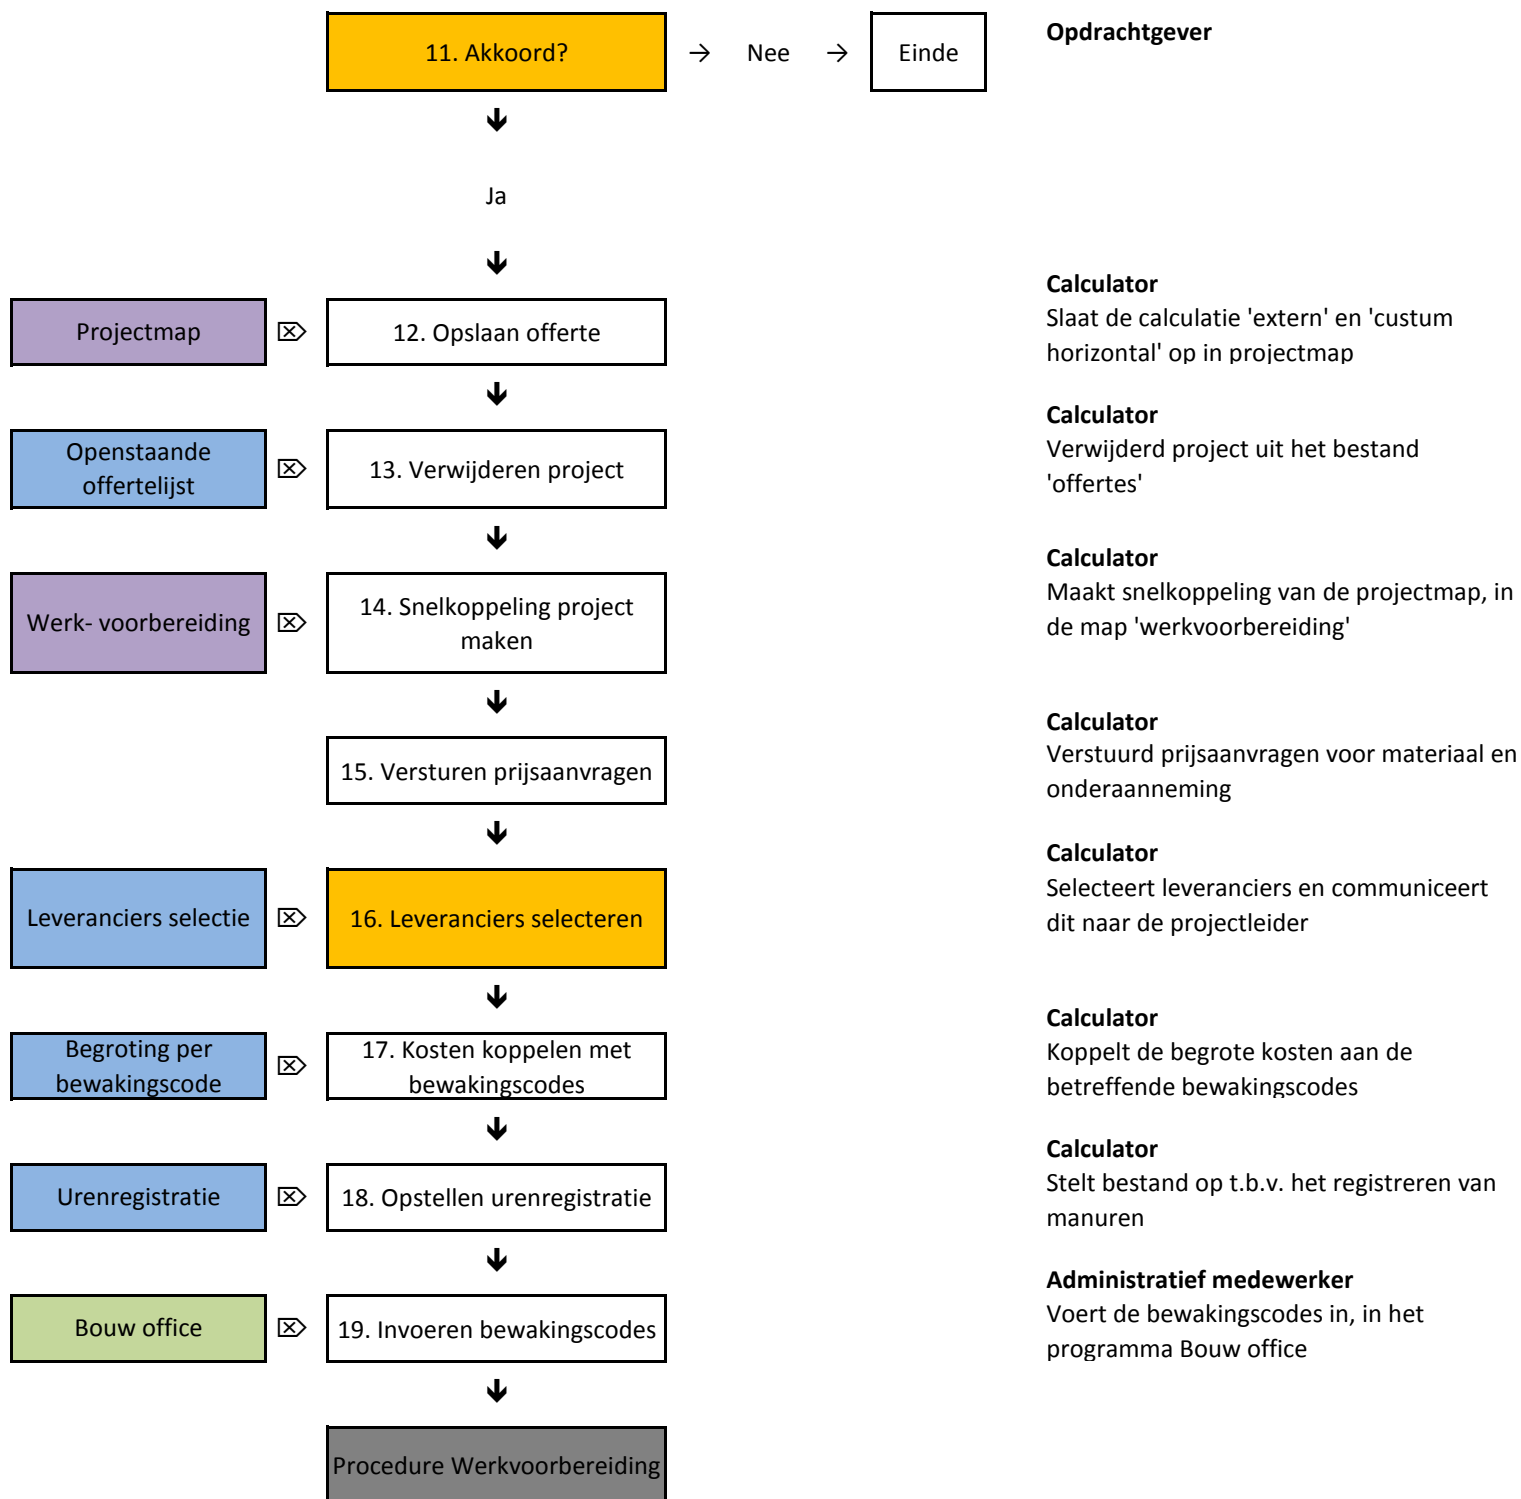 11. Akkoord?
→ Nee → Einde
Opdrachtgever
Ja
Projectmap
12. Opslaan offerte
Calculator
Slaat de calculatie 'extern' en 'custum
horizontal' op in projectmap
Openstaande
offertelijst
13. Verwijderen project
Calculator
Verwijderd project uit het bestand
'offertes'
Werk- voorbereiding
14. Snelkoppeling project
maken
Calculator
Maakt snelkoppeling van de projectmap, in
de map 'werkvoorbereiding'
15. Versturen prijsaanvragen
Calculator
Verstuurd prijsaanvragen voor materiaal en
onderaanneming
Leveranciers selectie
16. Leveranciers selecteren
Calculator
Selecteert leveranciers en communiceert
dit naar de projectleider
Begroting per
bewakingscode
17. Kosten koppelen met
bewakingscodes
Calculator
Koppelt de begrote kosten aan de
betreffende bewakingscodes
Urenregistratie
18. Opstellen urenregistratie
Calculator
Stelt bestand op t.b.v. het registreren van
manuren
Bouw office
19. Invoeren bewakingscodes
Administratief medewerker
Voert de bewakingscodes in, in het
programma Bouw office
Procedure Werkvoorbereiding